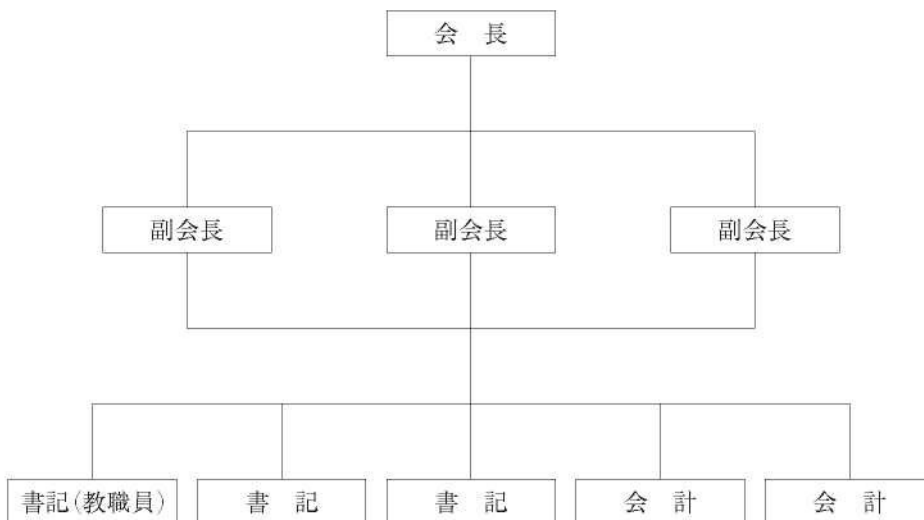 会　長
副会長
副会長
副会長
書記(教職員)
書　記
書　記
会　計
会　計